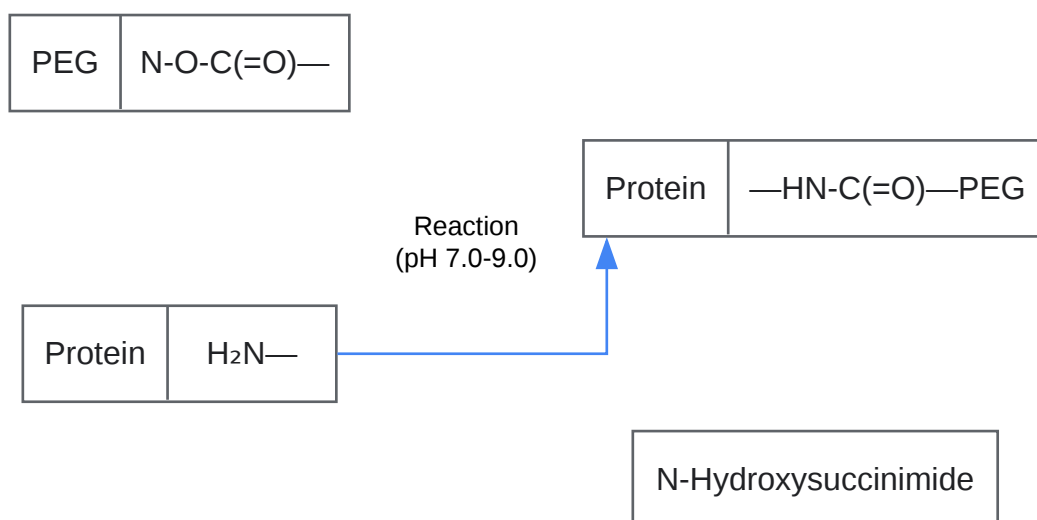 PEG N-O-C(=O)—
Protein —HN-C(=O)—PEG
Reaction
(pH 7.0-9.0)
Protein H₂N—
N-Hydroxysuccinimide